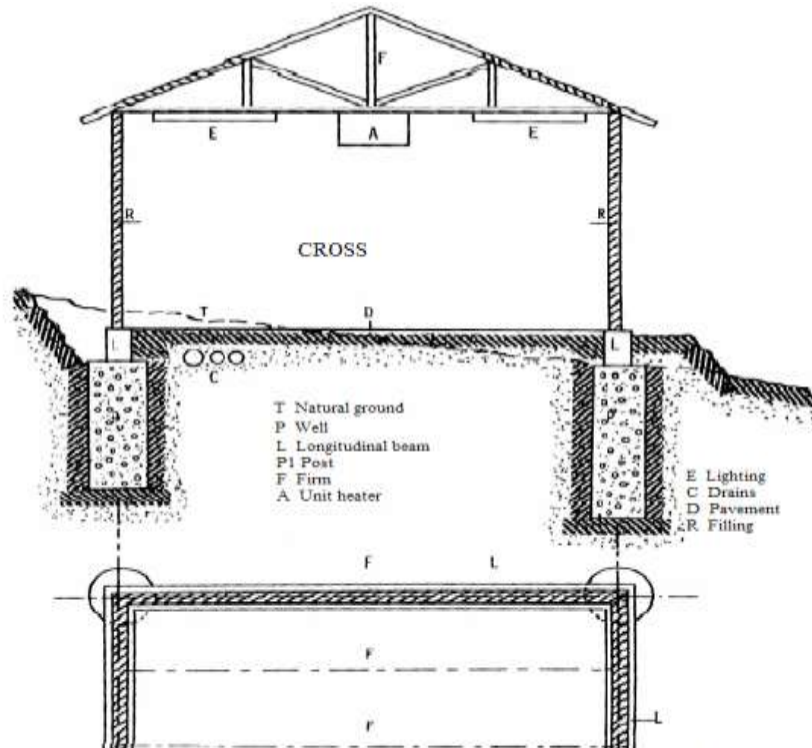 F
E
A
E
R
R
CROSS
T
D
L
L
C
P
P
T Natural ground
P Well
L Longitudinal beam
P1 Post
F Firm
A Unit heater
E Lighting
C Drains
D Pavement
R Filling
F L
F
L
F